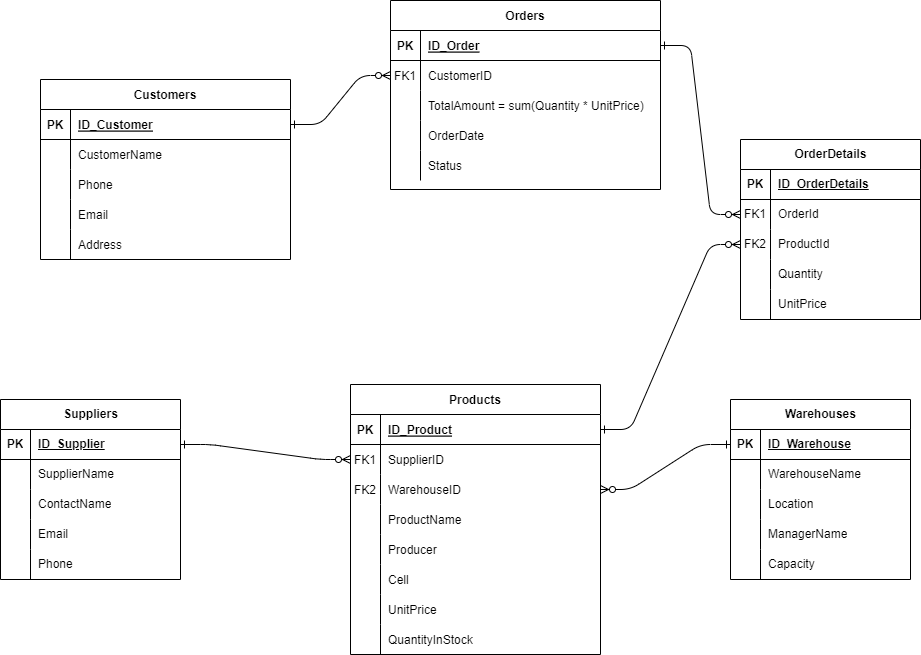 Orders
PK ID_Order
FK1 CustomerID
TotalAmount = sum(Quantity * UnitPrice)
OrderDate
Status
Customers
PK ID_Customer
CustomerName
Phone
Email
Address
OrderDetails
PK ID_OrderDetails
FK1 OrderId
FK2 ProductId
Quantity
UnitPrice
Suppliers
PK ID_Supplier
SupplierName
ContactName
Email
Phone
Products
PK ID_Product
FK1 SupplierID
FK2 WarehouseID
ProductName
Producer
Cell
UnitPrice
QuantityInStock
Warehouses
PK ID_Warehouse
WarehouseName
Location
ManagerName
Capacity